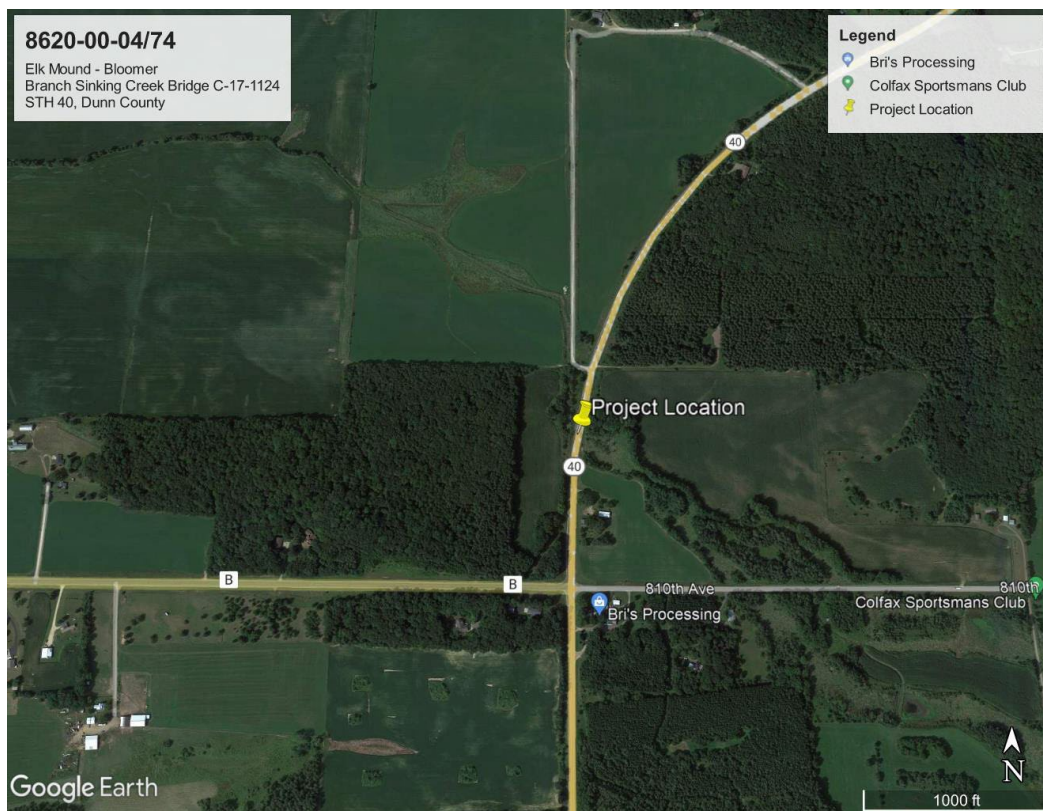 8620-00-04/74
Elk Mound - Bloomer
Branch Sinking Creek Bridge C-17-1124
STH 40, Dunn County
Legend
Bri's Processing
Colfax Sportsmans Club
Project Location
40
Project Location
40
B
B
810th Ave
810th
Colfax Sportsmans Club
Bri's Processing
N
Google Earth
1000 ft